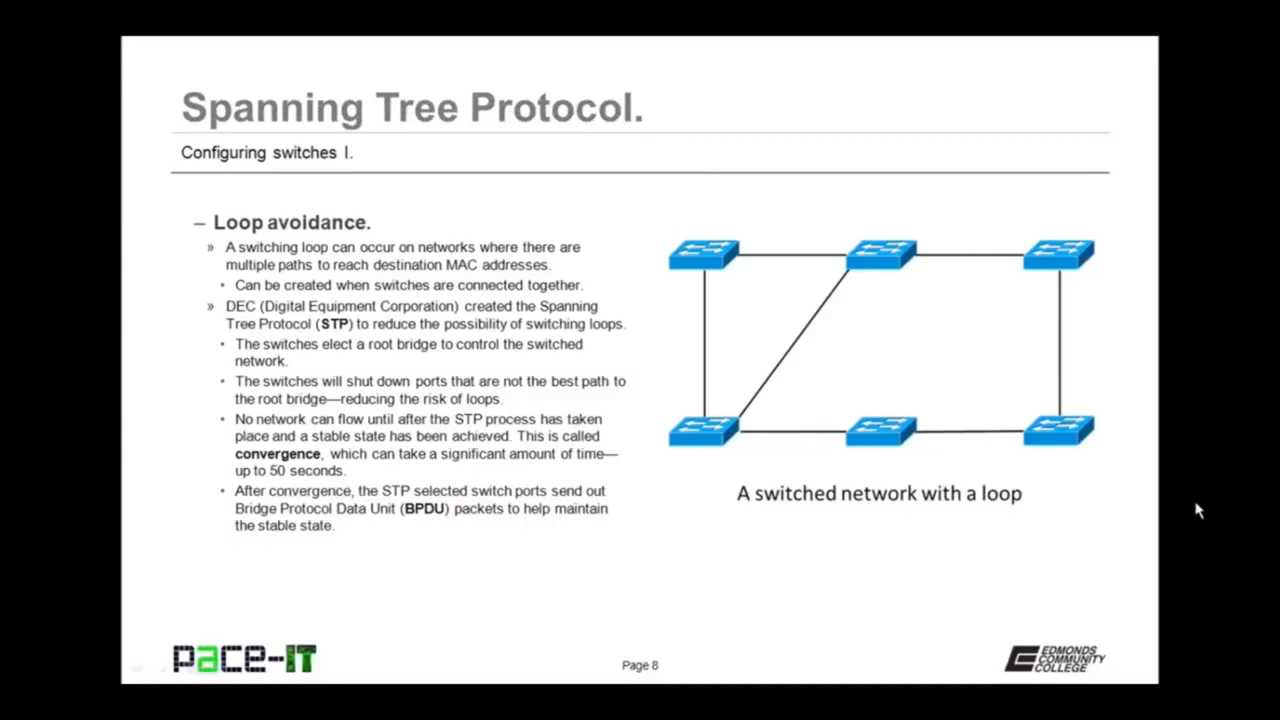 Spanning Tree Protocol.
Configuring switches I.
– Loop avoidance.
» A switching loop can occur on networks where there are
multiple paths to reach destination MAC addresses.
• Can be created when switches are connected together.
» DEC (Digital Equipment Corporation) created the Spanning
Tree Protocol (STP) to reduce the possibility of switching loops.
• The switches elect a root bridge to control the switched
network.
• The switches will shut down ports that are not the best path to
the root bridge—reducing the risk of loops.
• No network can flow until after the STP process has taken
place and a stable state has been achieved. This is called
convergence, which can take a significant amount of time—
up to 50 seconds.
• After convergence, the STP selected switch ports send out
Bridge Protocol Data Unit (BPDU) packets to help maintain
the stable state.
A switched network with a loop
pace-IT
Page 8
EDMONDS
COMMUNITY
COLLEGE